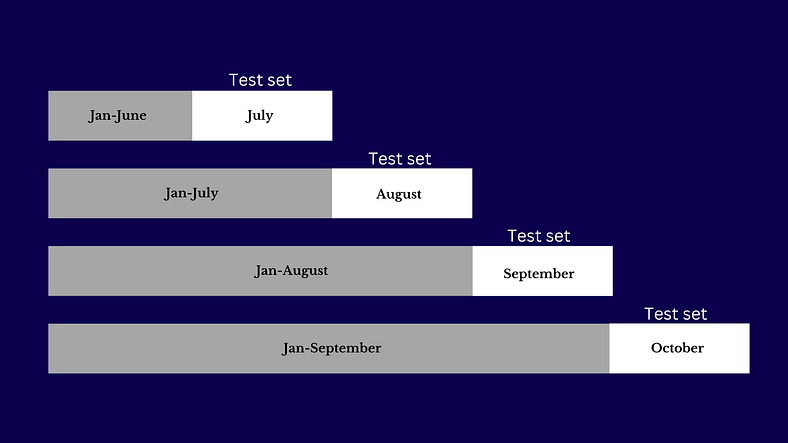 Test set
Jan-June July
Test set
Jan-July August
Test set
Jan-August September
Test set
Jan-September October